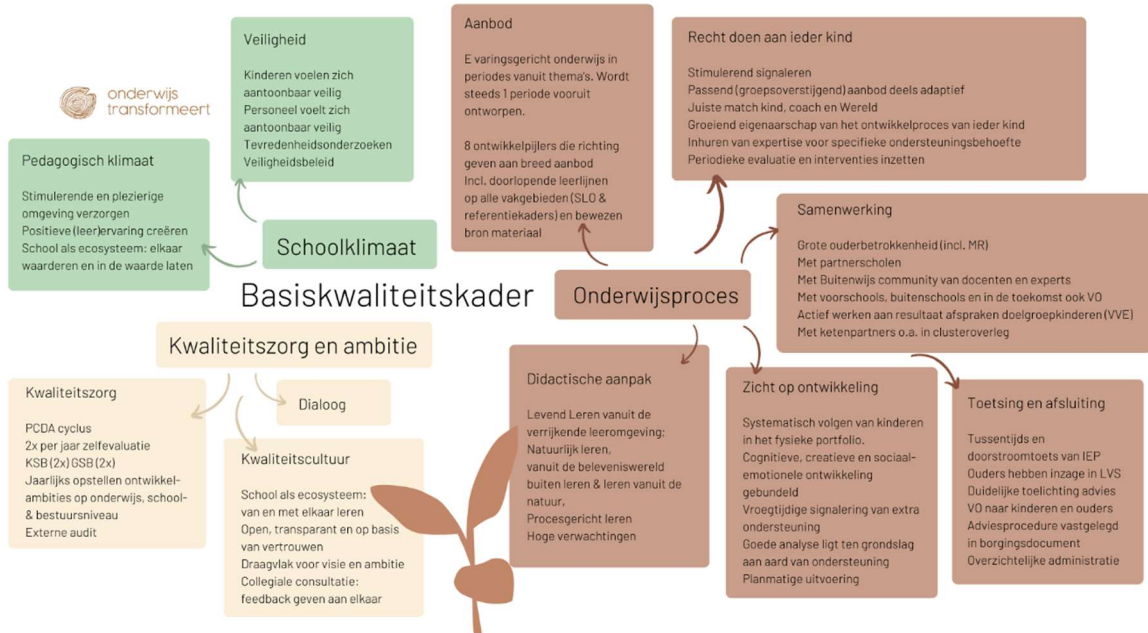 onderwijs
transformeert
Veiligheid
Kinderen voelen zich
aantoonbaar veilig
Personeel voelt zich
aantoonbaar veilig
Tevredenheidsonderzoeken
Veiligheidsbeleid
Pedagogisch klimaat
Stimulerende en plezierige
omgeving verzorgen
Positieve (leer)ervaring creëren
School als ecosysteem: elkaar
waarderen en in de waarde laten
Schoolklimaat
Aanbod
E varingsgericht onderwijs in
periodes vanuit thema's. Wordt
steeds 1 periode vooruit
ontworpen.
8 ontwikkelpijlers die richting
geven aan breed aanbod
Incl. doorlopende leerlijnen
op alle vakgebieden (SLO &
referentiekaders) en bewezen
bron materiaal
Recht doen aan ieder kind
Stimulerend signaleren
Passend (groepsoverstijgend) aanbod deels adaptief
Juiste match kind, coach en Wereld
Groeiend eigenaarschap van het ontwikkelproces van ieder kind
Inhuren van expertise voor specifieke ondersteuningsbehoefte
Periodieke evaluatie en interventies inzetten
Samenwerking
Grote ouderbetrokkenheid (incl. MR)
Met partnerscholen
Met Buitenwijs community van docenten en experts
Met voorschools, buitenschools en in de toekomst ook VO
Actief werken aan resultaat afspraken doelgroepkinderen (VVE)
Met ketenpartners o.a. in clusteroverleg
Basiskwaliteitskader
Onderwijsproces
Kwaliteitszorg en ambitie
Kwaliteitszorg
PCDA cyclus
2x per jaar zelfevaluatie
KSB (2x) GSB (2x)
Jaarlijks opstellen ontwikkel-
ambities op onderwijs, school-
& bestuursniveau
Externe audit
Dialoog
Kwaliteitscultuur
School als ecosysteem:
van en met elkaar leren
Open, transparant en op basis
van vertrouwen
Draagvlak voor visie en ambitie
Collegiale consultatie:
feedback geven aan elkaar
Didactische aanpak
Levend Leren vanuit de
verrijkende leeromgeving:
Natuurlijk leren,
vanuit de beleveniswereld
buiten leren & leren vanuit de
natuur,
Procesgericht leren
Hoge verwachtingen
Zicht op ontwikkeling
Systematisch volgen van kinderen
in het fysieke portfolio.
Cognitieve, creatieve en sociaal-
emotionele ontwikkeling
gebundeld
Vroegtijdige signalering van extra
ondersteuning
Goede analyse ligt ten grondslag
aan aard van ondersteuning
Planmatige uitvoering
Toetsing en afsluiting
Tussentijds en
doorstroomtoets van IEP
Ouders hebben inzage in LVS
Duidelijke toelichting advies
VO naar kinderen en ouders
Adviesprocedure vastgelegd
in borgingsdocument
Overzichtelijke administratie